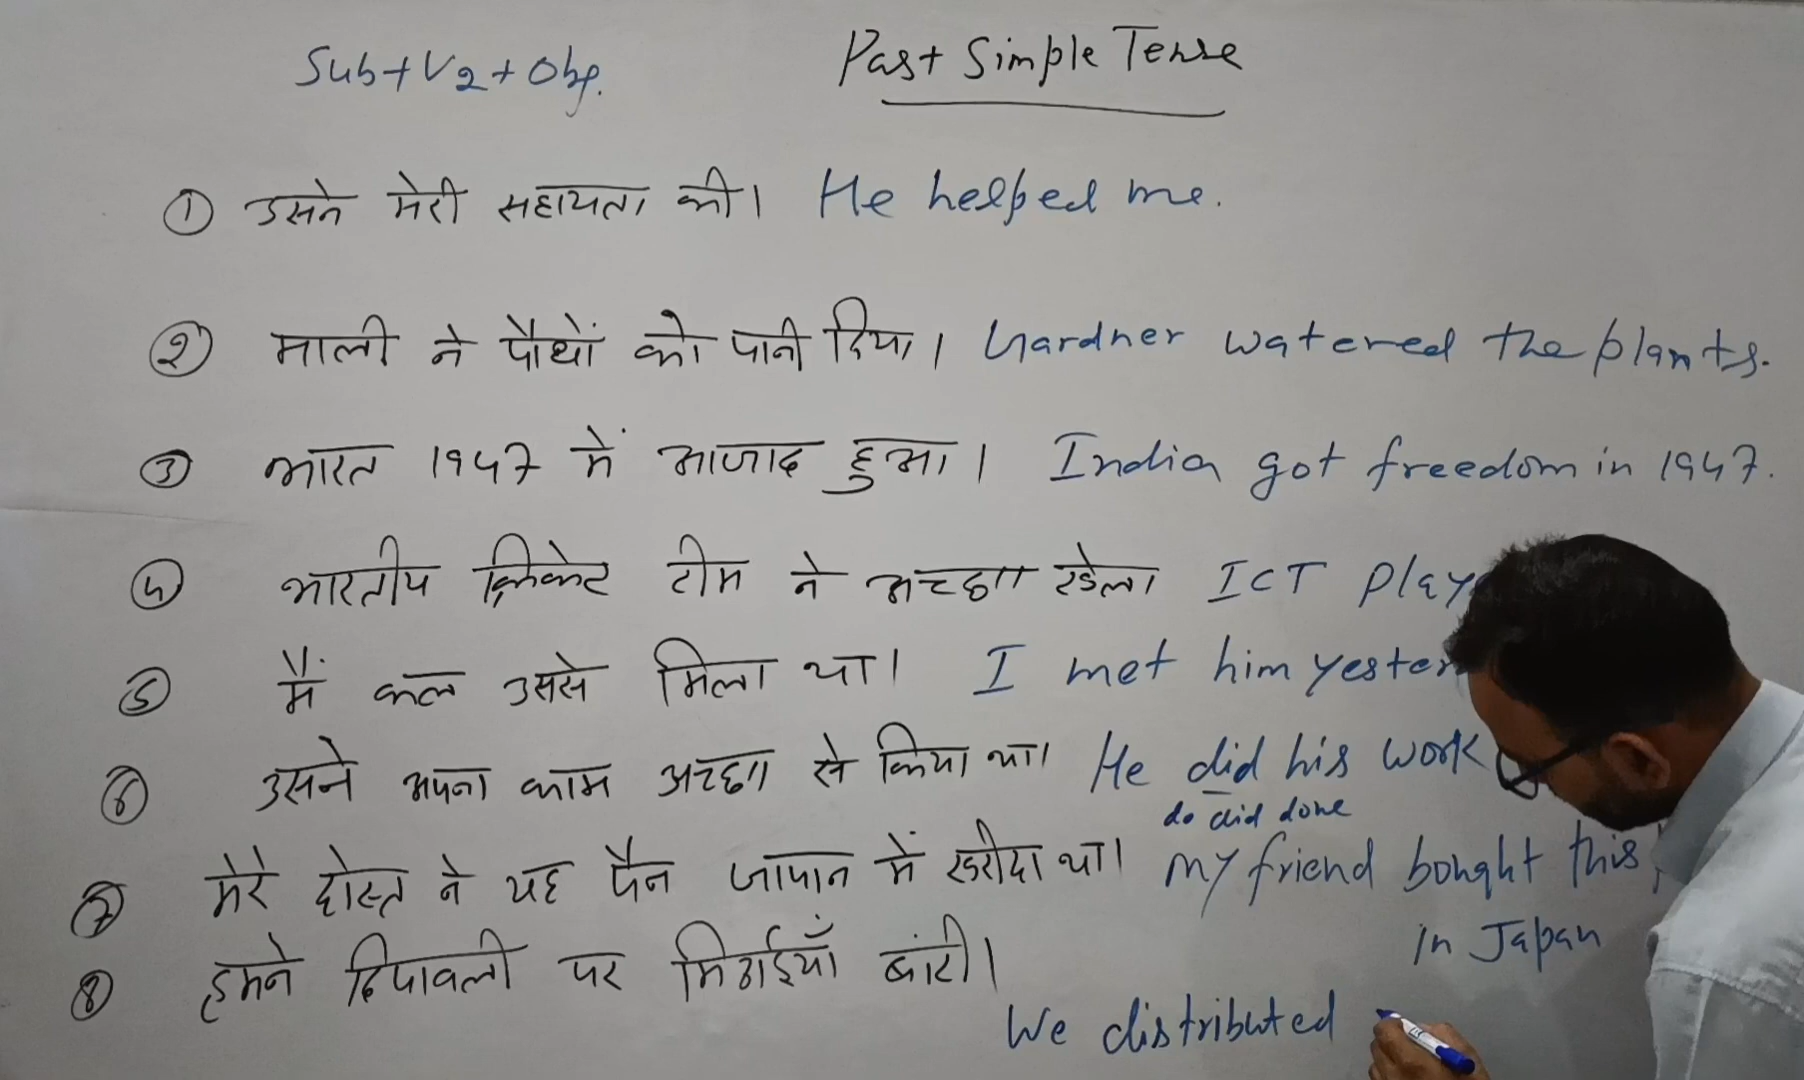 Sub+V2+Obj. Past Simple Tense
① उसने मेरी सहायता की। He helped me.
② माली ने पौधों को पानी दिया। Gardner watered the plants.
③ भारत 1947 में आजाद हुआ। India got freedom in 1947.
④ भारतीय क्रिकेट टीम ने अच्छा खेला ICT Play
⑤ मैं कल उससे मिला था। I met him yester
⑥ उसने अपना काम अच्छा से किया था। He did his work
do did done
⑦ मेरे दोस्त ने यह पैन जापान में खरीदा था। my friend bought this
in Japan
⑧ हमने दिपावली पर मिठाईयाँ बांटी।
We distributed